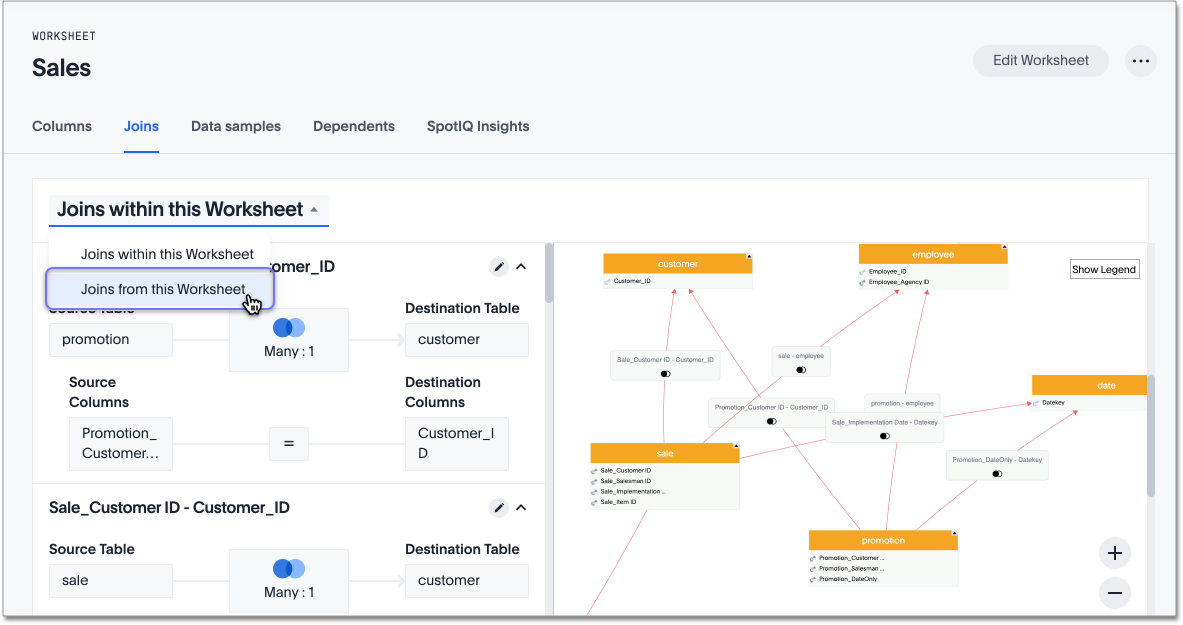 WORKSHEET
Sales
Edit Worksheet
Columns
Joins
Data samples
Dependents
SpotIQ Insights
Joins within this Worksheet
Joins within this Worksheet
Joins from this Worksheet
tomer_ID
Source Table
Destination Table
promotion
Many : 1
customer
Source
Columns
Destination
Columns
Promotion_
Customer...
=
Customer_I
D
Sale_Customer ID - Customer_ID
Source Table
Destination Table
sale
Many : 1
customer
customer
Customer_ID
employee
Employee_ID
Employee_Agency ID
Show Legend
Sale_Customer ID - Customer_ID
sale - employee
date
Datekey
Promotion_Customer ID - Customer_ID
promotion - employee
Sale_Implementation Date - Datekey
sale
Sale_Customer ID
Sale_Salesman ID
Sale_Implementation ...
Sale_Item ID
Promotion_DateOnly - Datekey
promotion
Promotion_Customer ...
Promotion_Salesman ...
Promotion_DateOnly